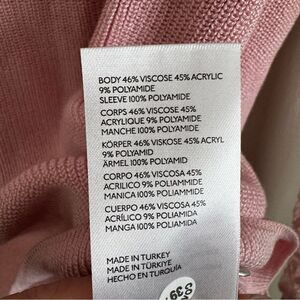 BODY 46% VISCOSE 45% ACRYLIC
9% POLYAMIDE
SLEEVE 100% POLYAMIDE
CORPS 46% VISCOSE 45%
ACRYLIQUE 9% POLYAMIDE
MANCHE 100% POLYAMIDE
KÖRPER 46% VISKOSE 45% ACRYL
9% POLYAMID
ÄRMEL 100% POLYAMID
CORPO 46% VISCOSA 45%
ACRILICO 9% POLIAMMIDE
MANICA 100% POLIAMMIDE
CUERPO 46% VISCOSA 45%
ACRÍLICO 9% POLIAMIDA
MANGA 100% POLIAMIDA
MADE IN TURKEY
MADE IN TÜRKİYE
HECHO EN TURQUÍA